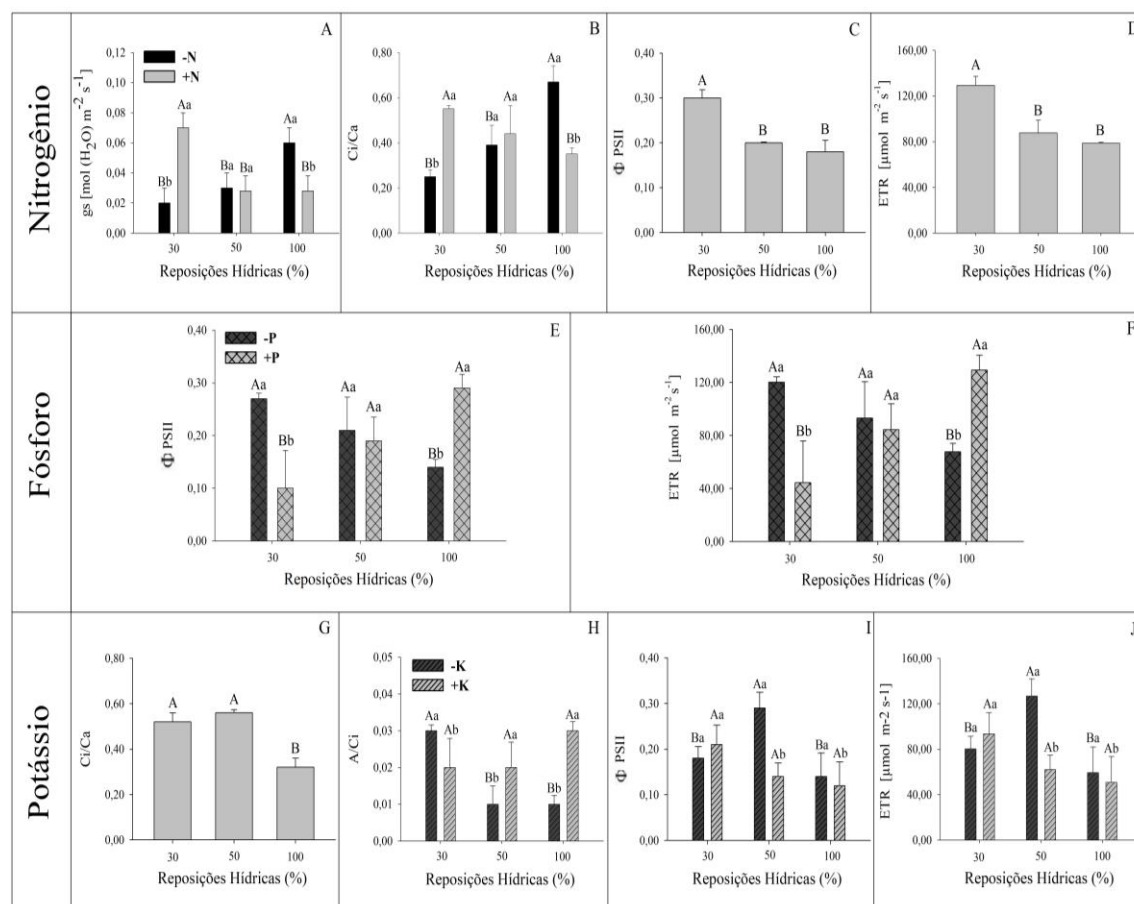 Nitrogênio
A
gs [mol (H2O) m-2 s-1]
0,12
0,10
0,08
0,06
0,04
0,02
0,00
-N
+N
Bb
Aa
Ba
Ba
Aa
Bb
30
50
100
Reposições Hídricas (%)
B
Ci/Ca
0,80
0,60
0,40
0,20
0,00
Bb
Aa
Ba
Aa
Aa
Bb
30
50
100
Reposições Hídricas (%)
C
Φ PSII
0,40
0,30
0,20
0,10
0,00
A
B
B
30
50
100
Reposições Hídricas (%)
D
ETR [µmol m-2 s-1]
160,00
120,00
80,00
40,00
0,00
A
B
B
30
50
100
Reposições Hídricas (%)
Fósforo
E
Φ PSII
0,40
0,30
0,20
0,10
0,00
-P
+P
Aa
Bb
Aa
Aa
Bb
Aa
30
50
100
Reposições Hídricas (%)
F
ETR [µmol m-2 s-1]
160,00
120,00
80,00
40,00
0,00
Aa
Bb
Aa
Aa
Bb
Aa
30
50
100
Reposições Hídricas (%)
Potássio
G
Ci/Ca
0,80
0,60
0,40
0,20
0,00
A
A
B
30
50
100
Reposições Hídricas (%)
H
A/Ci
0,05
0,04
0,03
0,02
0,01
0,00
-K
+K
Aa
Ab
Bb
Aa
Bb
Aa
30
50
100
Reposições Hídricas (%)
I
Φ PSII
0,40
0,30
0,20
0,10
0,00
Ba
Aa
Aa
Ab
Ba
Ab
30
50
100
Reposições Hídricas (%)
J
ETR [µmol m-2 s-1]
160,00
120,00
80,00
40,00
0,00
Ba
Aa
Aa
Ab
Ba
Ab
30
50
100
Reposições Hídricas (%)